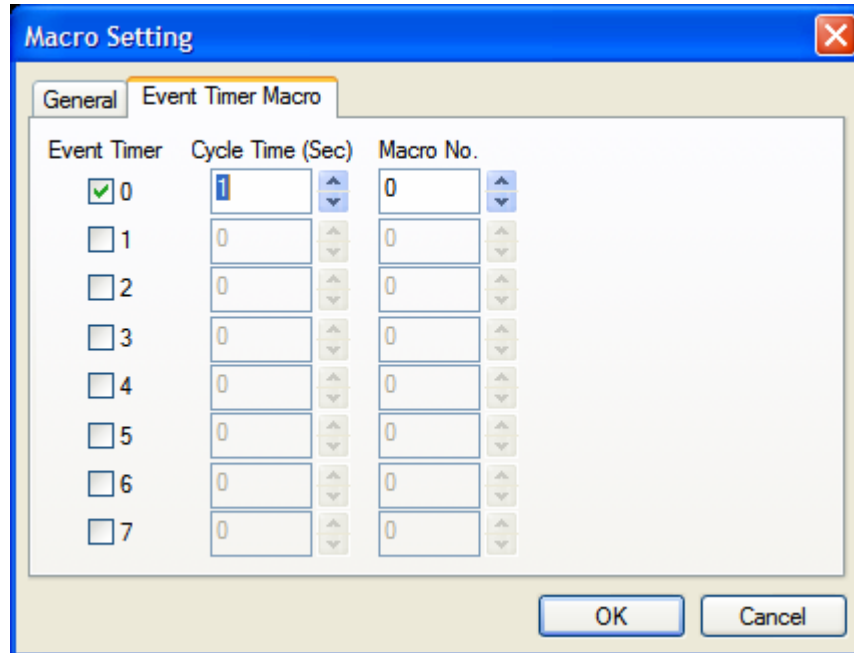 Macro Setting
General Event Timer Macro
Event Timer Cycle Time (Sec) Macro No.
0 1 0
1 0 0
2 0 0
3 0 0
4 0 0
5 0 0
6 0 0
7 0 0
OK Cancel